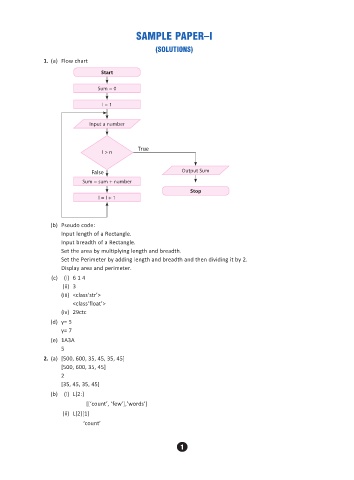 SAMPLE PAPER–I
(SOLUTIONS)
1. (a) Flow chart
Start
Sum = 0
I = 1
Input a number
I > n
True
False
Output Sum
Sum = sum + number
Stop
I = I + 1
(b) Pseudo code:
Input length of a Rectangle.
Input breadth of a Rectangle.
Set the area by multiplying length and breadth.
Set the Perimeter by adding length and breadth and then dividing it by 2.
Display area and perimeter.
(c) (i) 6 1 4
(ii) 3
(iii) <class'str'>
<class'float'>
(iv) 29ctc
(d) y= 5
y= 7
(e) 1A3A
5
2. (a) [500, 600, 35, 45, 35, 45]
[500, 600, 35, 45]
2
[35, 45, 35, 45]
(b) (i) L[2:]
[['count', 'few'],'words']
(ii) L[2][1]
'count'
1